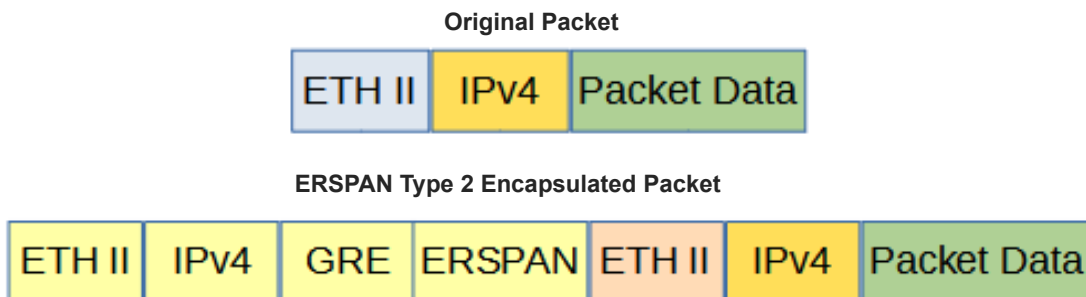 Original Packet
ETH II IPv4 Packet Data
ERSPAN Type 2 Encapsulated Packet
ETH II IPv4 GRE ERSPAN ETH II IPv4 Packet Data